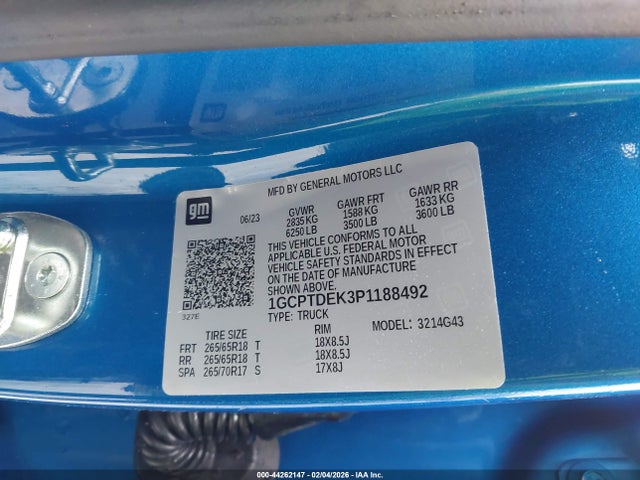 MFD BY GENERAL MOTORS LLC
gm
06/23
GVWR GAWR FRT GAWR RR
2835 KG 1588 KG 1633 KG
6250 LB 3500 LB 3600 LB
THIS VEHICLE CONFORMS TO ALL
APPLICABLE U.S. FEDERAL MOTOR
VEHICLE SAFETY STANDARDS IN EFFECT
ON THE DATE OF MANUFACTURE
SHOWN ABOVE.
1GCPTDEK3P1188492
327E
TYPE: TRUCK
MODEL: 3214G43
TIRE SIZE RIM
FRT 265/65R18 T 18X8.5J
RR 265/65R18 T 18X8.5J
SPA 265/70R17 S 17X8J
000-44262147 - 02/04/2026 - IAA Inc.